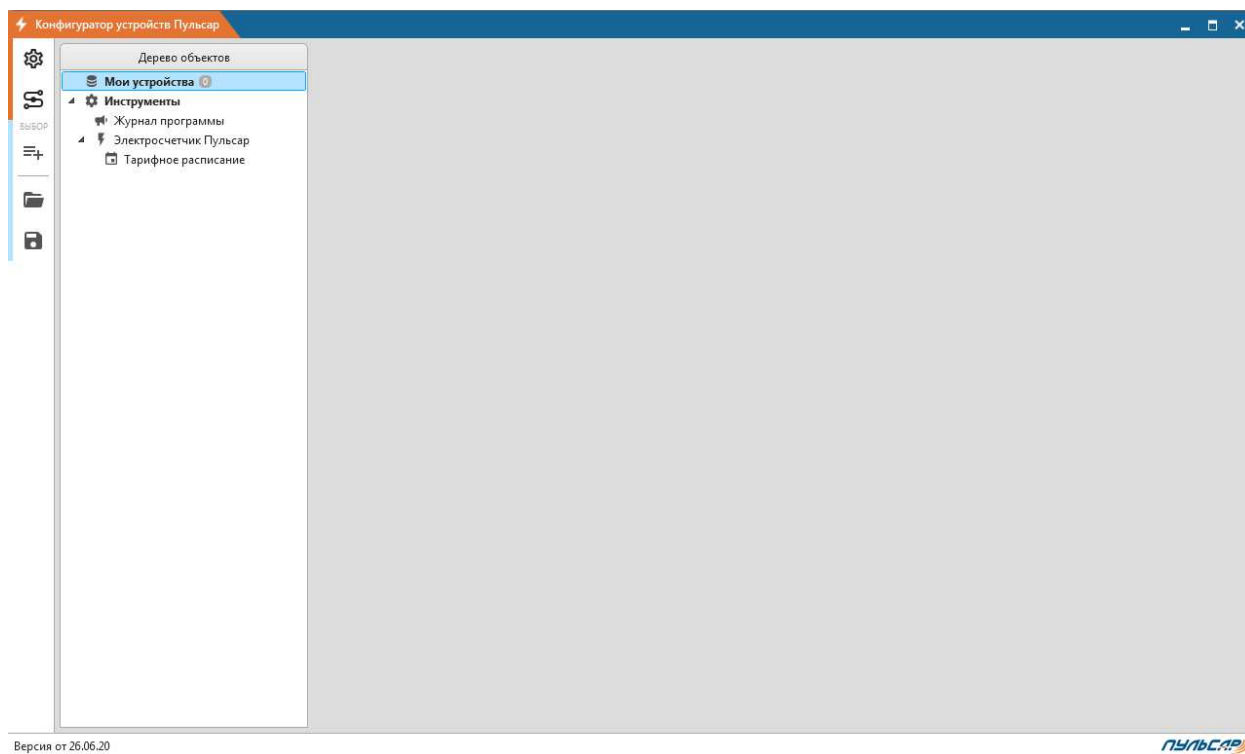 Конфигуратор устройств Пульсар
Дерево объектов
Мои устройства 0
Инструменты
ВЫБОР
Журнал программы
Электросчетчик Пульсар
Тарифное расписание
Версия от 26.06.20
ПУЛЬСАР